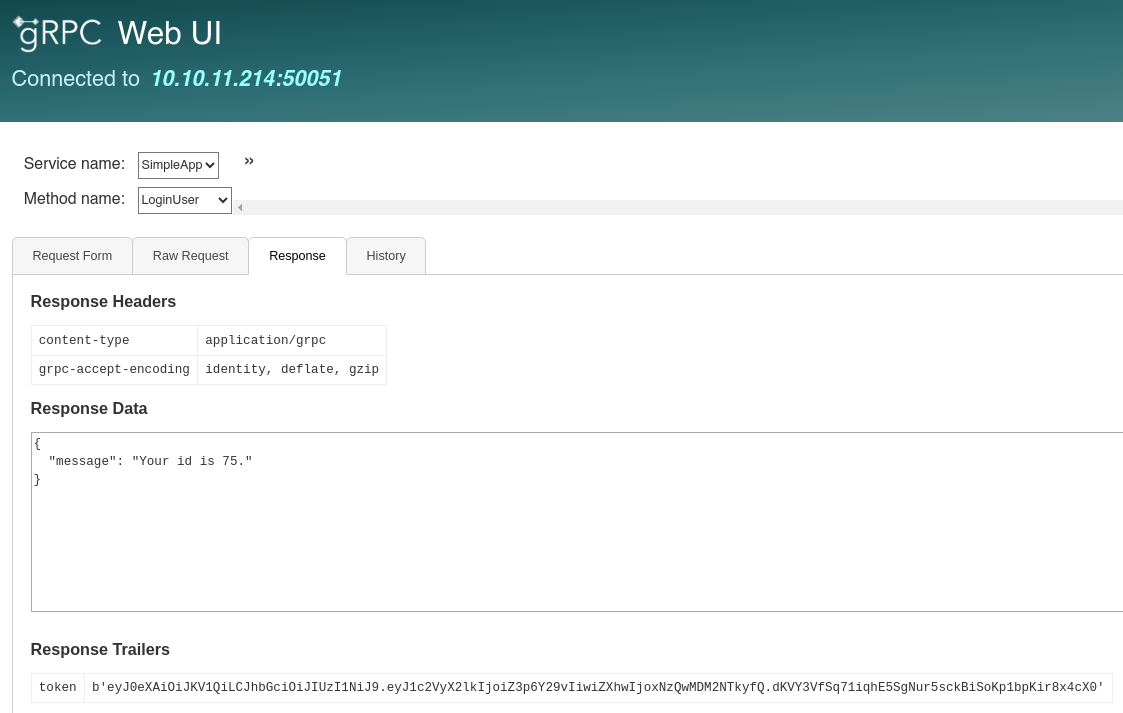 gRPC Web UI
Connected to 10.10.11.214:50051
Service name: SimpleApp »
Method name: LoginUser
Request Form Raw Request Response History
Response Headers
content-type application/grpc
grpc-accept-encoding identity, deflate, gzip
Response Data
{
"message": "Your id is 75."
}
Response Trailers
token b'eyJ0eXAiOiJKV1QiLCJhbGciOiJIUzI1NiJ9.eyJ1c2VyX2lkIjoiZ3p6Y29vIiwiZXhwIjoxNzQwMDM2NTkyfQ.dKVY3VfSq71iqhE5SgNur5sckBiSoKp1bpKir8x4cX0'